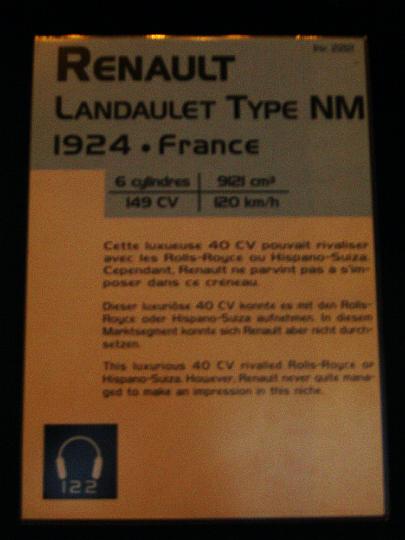 RENAULT
LANDAULET TYPE NM
1924 • France
6 cylindres 9121 cm³
149 CV 120 km/h
Cette luxueuse 40 CV pouvait rivaliser
avec les Rolls-Royce ou Hispano-Suiza.
Cependant, Renault ne parvint pas à s'im-
poser dans ce créneau.
Dieser luxuriöse 40 CV konnte es mit den Rolls-
Royce oder Hispano-Suiza aufnehmen. In diesem
Marktsegment konnte sich Renault aber nicht durch-
setzen.
This luxurious 40 CV rivalled Rolls-Royce or
Hispano-Suiza. However, Renault never quite mana-
ged to make an impression in this niche.
122